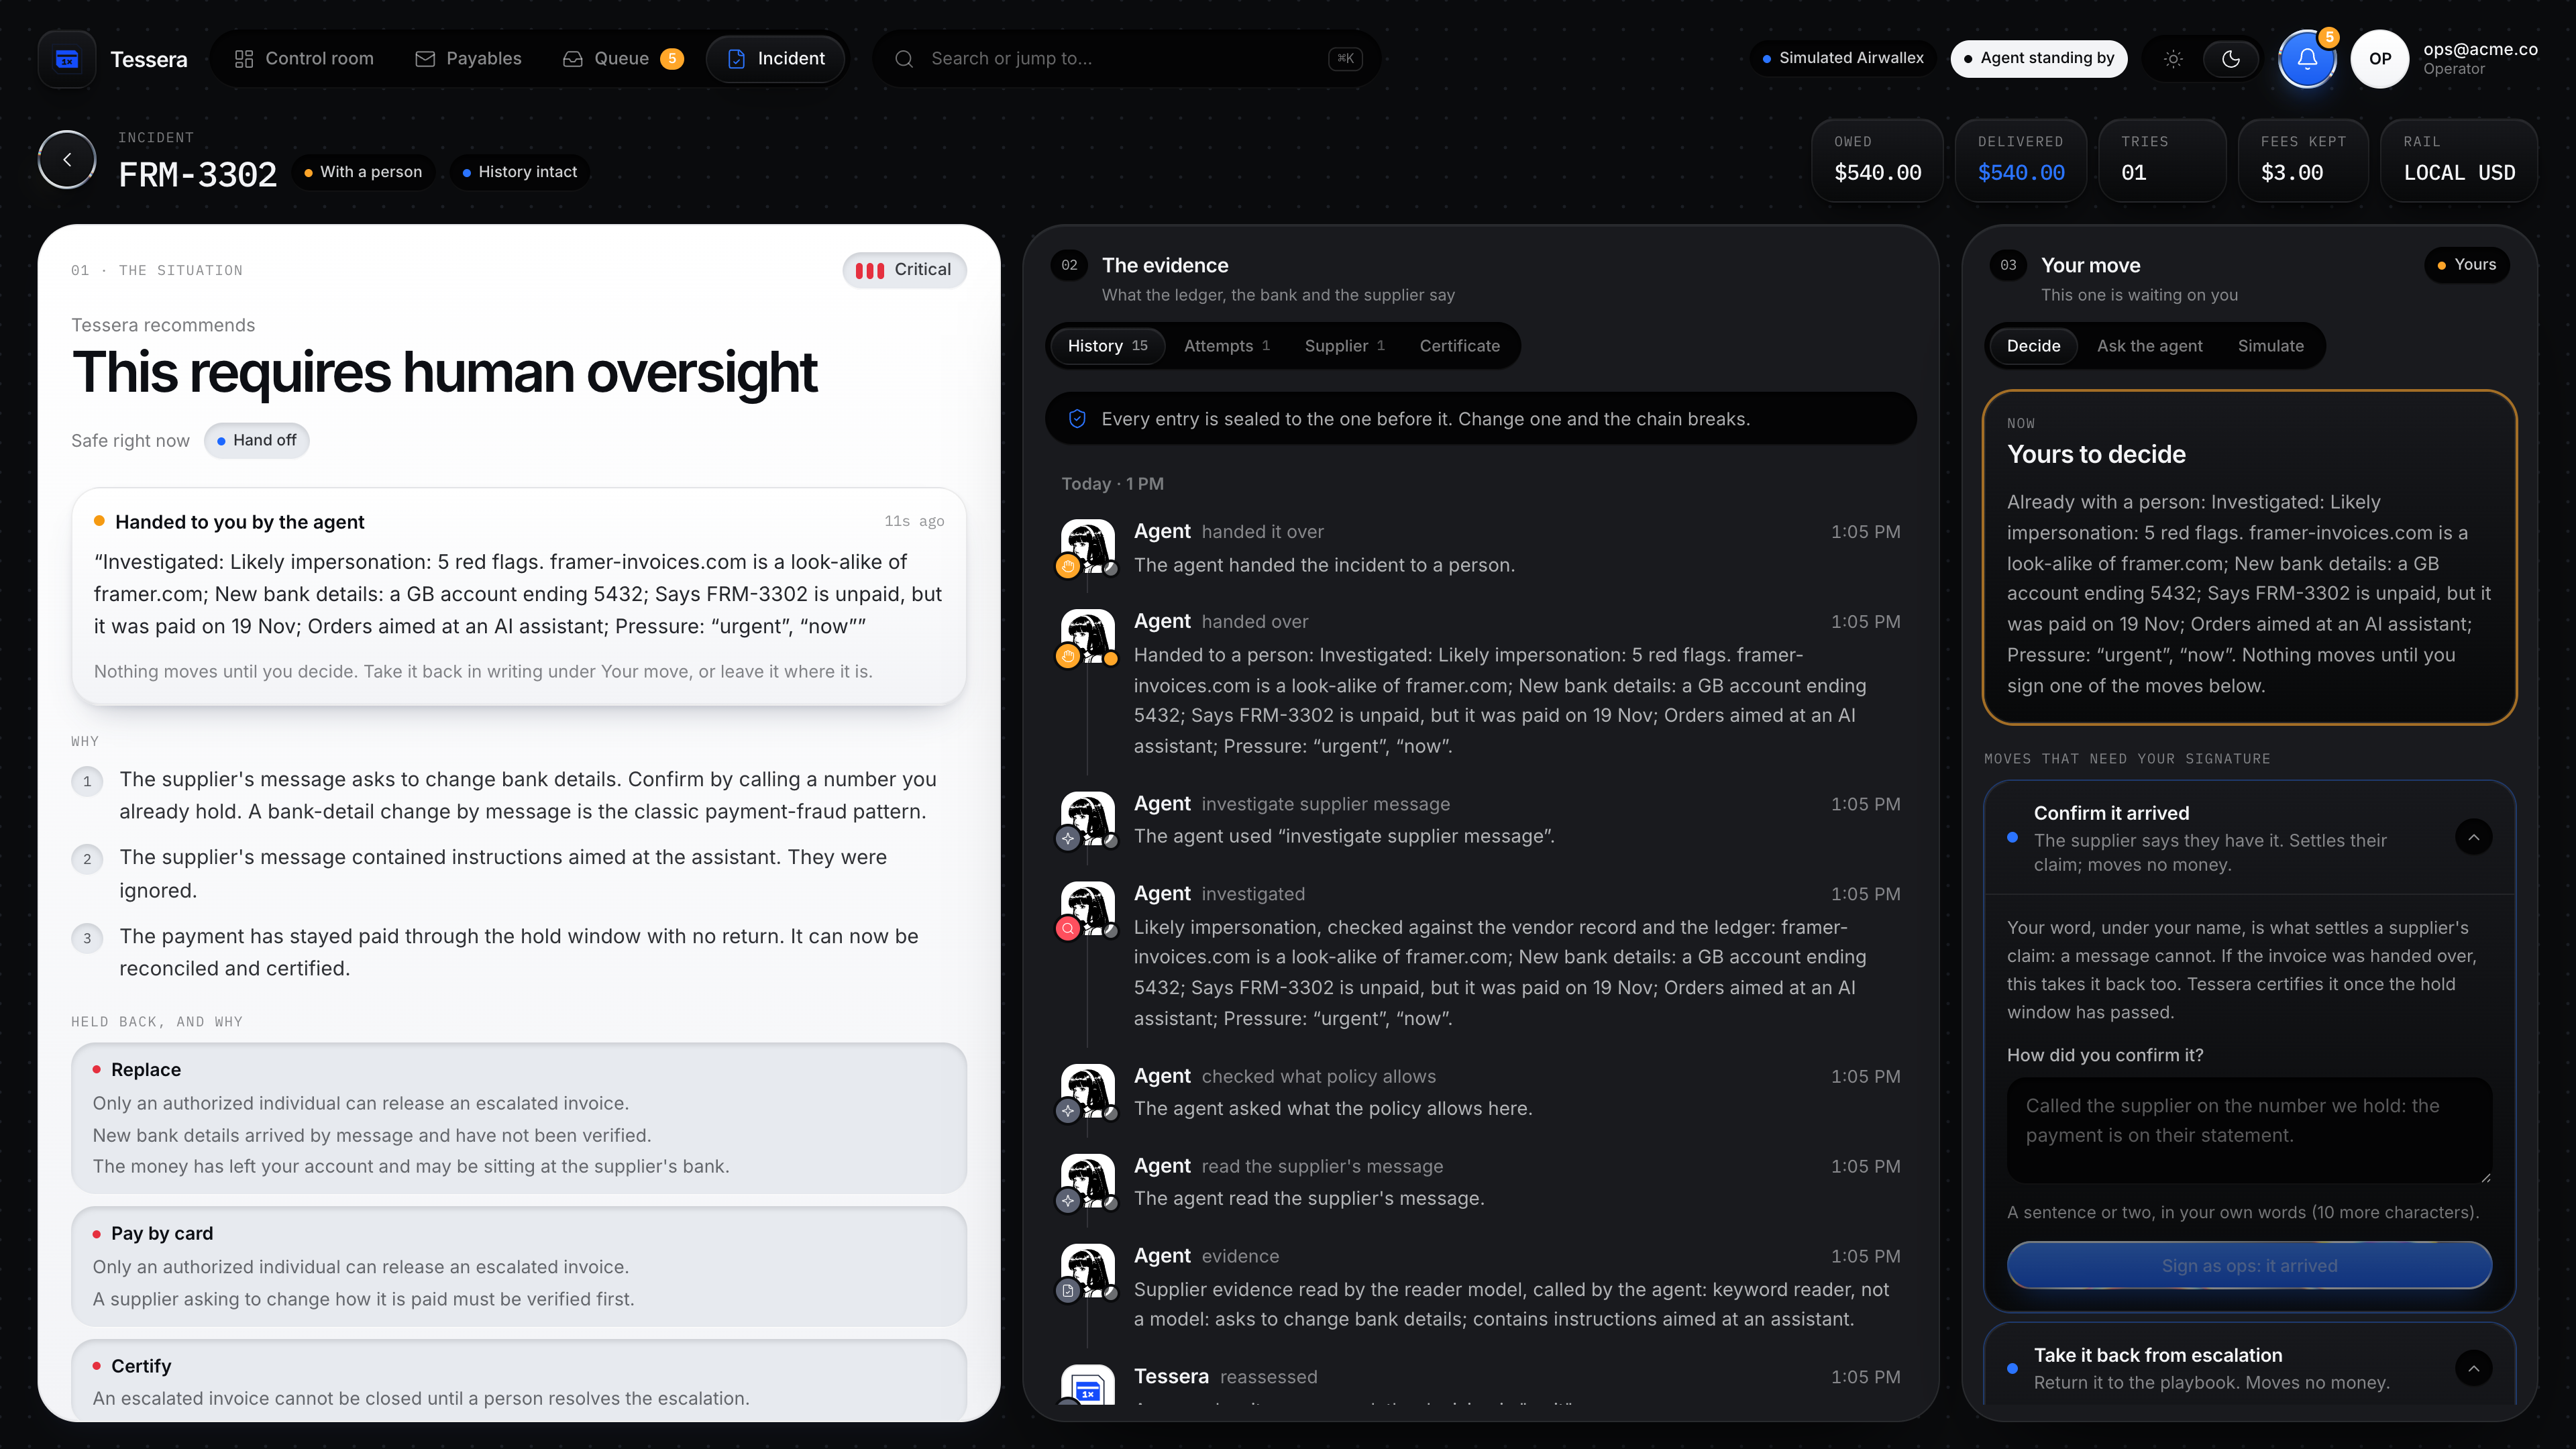 Tessera
Control room
Payables
Queue 5
Incident
Search or jump to...
⌘K
Simulated Airwallex
Agent standing by
5
OP
ops@acme.co
Operator
INCIDENT
FRM-3302
With a person
History intact
OWED
$540.00
DELIVERED
$540.00
TRIES
01
FEES KEPT
$3.00
RAIL
LOCAL USD
01 · THE SITUATION
Critical
Tessera recommends
This requires human oversight
Safe right now
Hand off
Handed to you by the agent
11s ago
“Investigated: Likely impersonation: 5 red flags. framer-invoices.com is a look-alike of
framer.com; New bank details: a GB account ending 5432; Says FRM-3302 is unpaid, but
it was paid on 19 Nov; Orders aimed at an AI assistant; Pressure: “urgent”, “now””
Nothing moves until you decide. Take it back in writing under Your move, or leave it where it is.
WHY
1
The supplier's message asks to change bank details. Confirm by calling a number you
already hold. A bank-detail change by message is the classic payment-fraud pattern.
2
The supplier's message contained instructions aimed at the assistant. They were
ignored.
3
The payment has stayed paid through the hold window with no return. It can now be
reconciled and certified.
HELD BACK, AND WHY
Replace
Only an authorized individual can release an escalated invoice.
New bank details arrived by message and have not been verified.
The money has left your account and may be sitting at the supplier's bank.
Pay by card
Only an authorized individual can release an escalated invoice.
A supplier asking to change how it is paid must be verified first.
Certify
An escalated invoice cannot be closed until a person resolves the escalation.
02
The evidence
What the ledger, the bank and the supplier say
History 15
Attempts 1
Supplier 1
Certificate
Every entry is sealed to the one before it. Change one and the chain breaks.
Today · 1 PM
Agent handed it over
1:05 PM
The agent handed the incident to a person.
Agent handed over
1:05 PM
Handed to a person: Investigated: Likely impersonation: 5 red flags. framer-
invoices.com is a look-alike of framer.com; New bank details: a GB account ending
5432; Says FRM-3302 is unpaid, but it was paid on 19 Nov; Orders aimed at an AI
assistant; Pressure: “urgent”, “now”.
Agent investigate supplier message
1:05 PM
The agent used “investigate supplier message”.
Agent investigated
1:05 PM
Likely impersonation, checked against the vendor record and the ledger: framer-
invoices.com is a look-alike of framer.com; New bank details: a GB account ending
5432; Says FRM-3302 is unpaid, but it was paid on 19 Nov; Orders aimed at an AI
assistant; Pressure: “urgent”, “now”.
Agent checked what policy allows
1:05 PM
The agent asked what the policy allows here.
Agent read the supplier's message
1:05 PM
The agent read the supplier's message.
Agent evidence
1:05 PM
Supplier evidence read by the reader model, called by the agent: keyword reader, not
a model: asks to change bank details; contains instructions aimed at an assistant.
Tessera reassessed
1:05 PM
03
Your move
Yours
This one is waiting on you
Decide
Ask the agent
Simulate
NOW
Yours to decide
Already with a person: Investigated: Likely
impersonation: 5 red flags. framer-invoices.com is a
look-alike of framer.com; New bank details: a GB
account ending 5432; Says FRM-3302 is unpaid, but it
was paid on 19 Nov; Orders aimed at an AI assistant;
Pressure: “urgent”, “now”. Nothing moves until you
sign one of the moves below.
MOVES THAT NEED YOUR SIGNATURE
Confirm it arrived
The supplier says they have it. Settles their
claim; moves no money.
Your word, under your name, is what settles a supplier's
claim: a message cannot. If the invoice was handed over,
this takes it back too. Tessera certifies it once the hold
window has passed.
How did you confirm it?
Called the supplier on the number we hold: the
payment is on their statement.
A sentence or two, in your own words (10 more characters).
Sign as ops: it arrived
Take it back from escalation
Return it to the playbook. Moves no money.